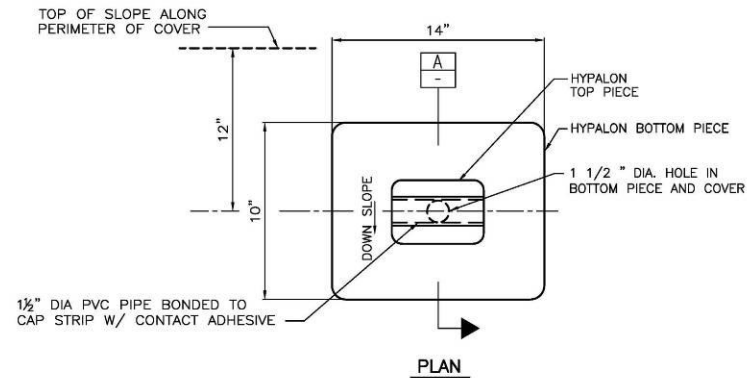 TOP OF SLOPE ALONG
PERIMETER OF COVER
14"
A
-
HYPALON
TOP PIECE
12"
HYPALON BOTTOM PIECE
10"
1 1/2 " DIA. HOLE IN
BOTTOM PIECE AND COVER
DOWN SLOPE
1½" DIA PVC PIPE BONDED TO
CAP STRIP W/ CONTACT ADHESIVE
PLAN